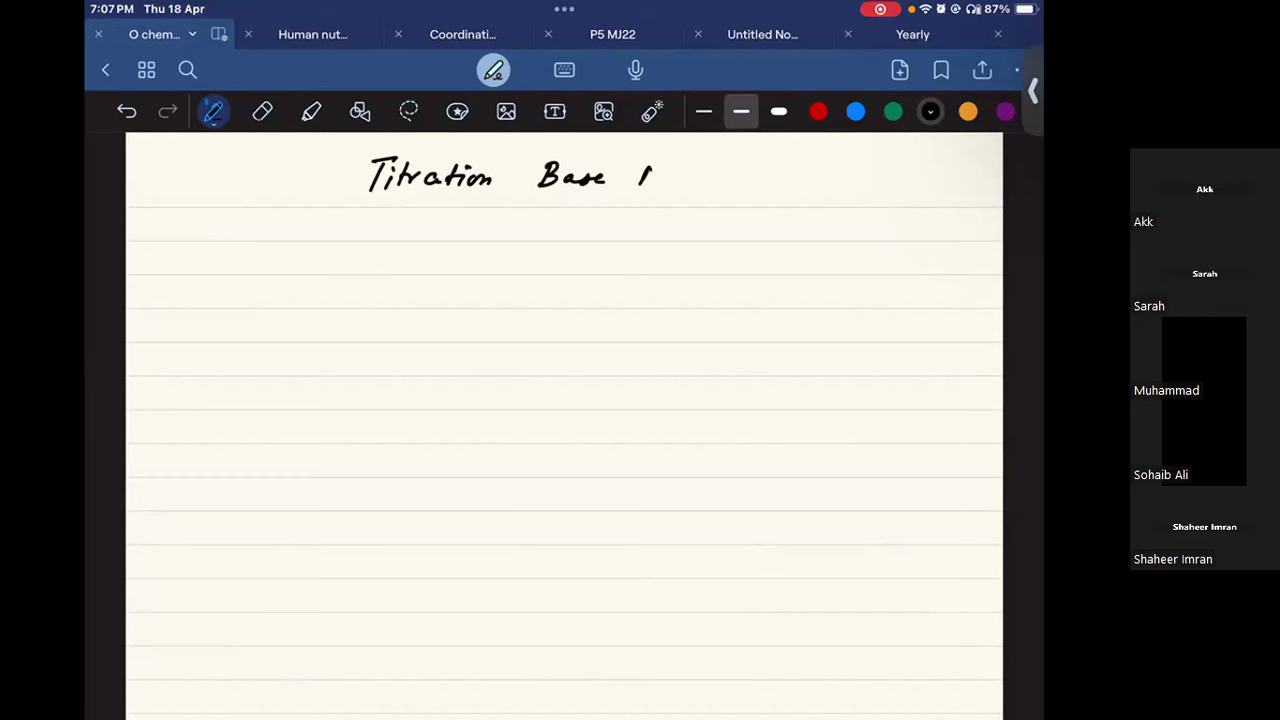 7:07 PM Thu 18 Apr 87%
O chem... Human nut... Coordinati... P5 MJ22 Untitled No... Yearly
Titration Base
Akk
Akk
Sarah
Sarah
Muhammad
Sohaib Ali
Shaheer Imran
Shaheer Imran